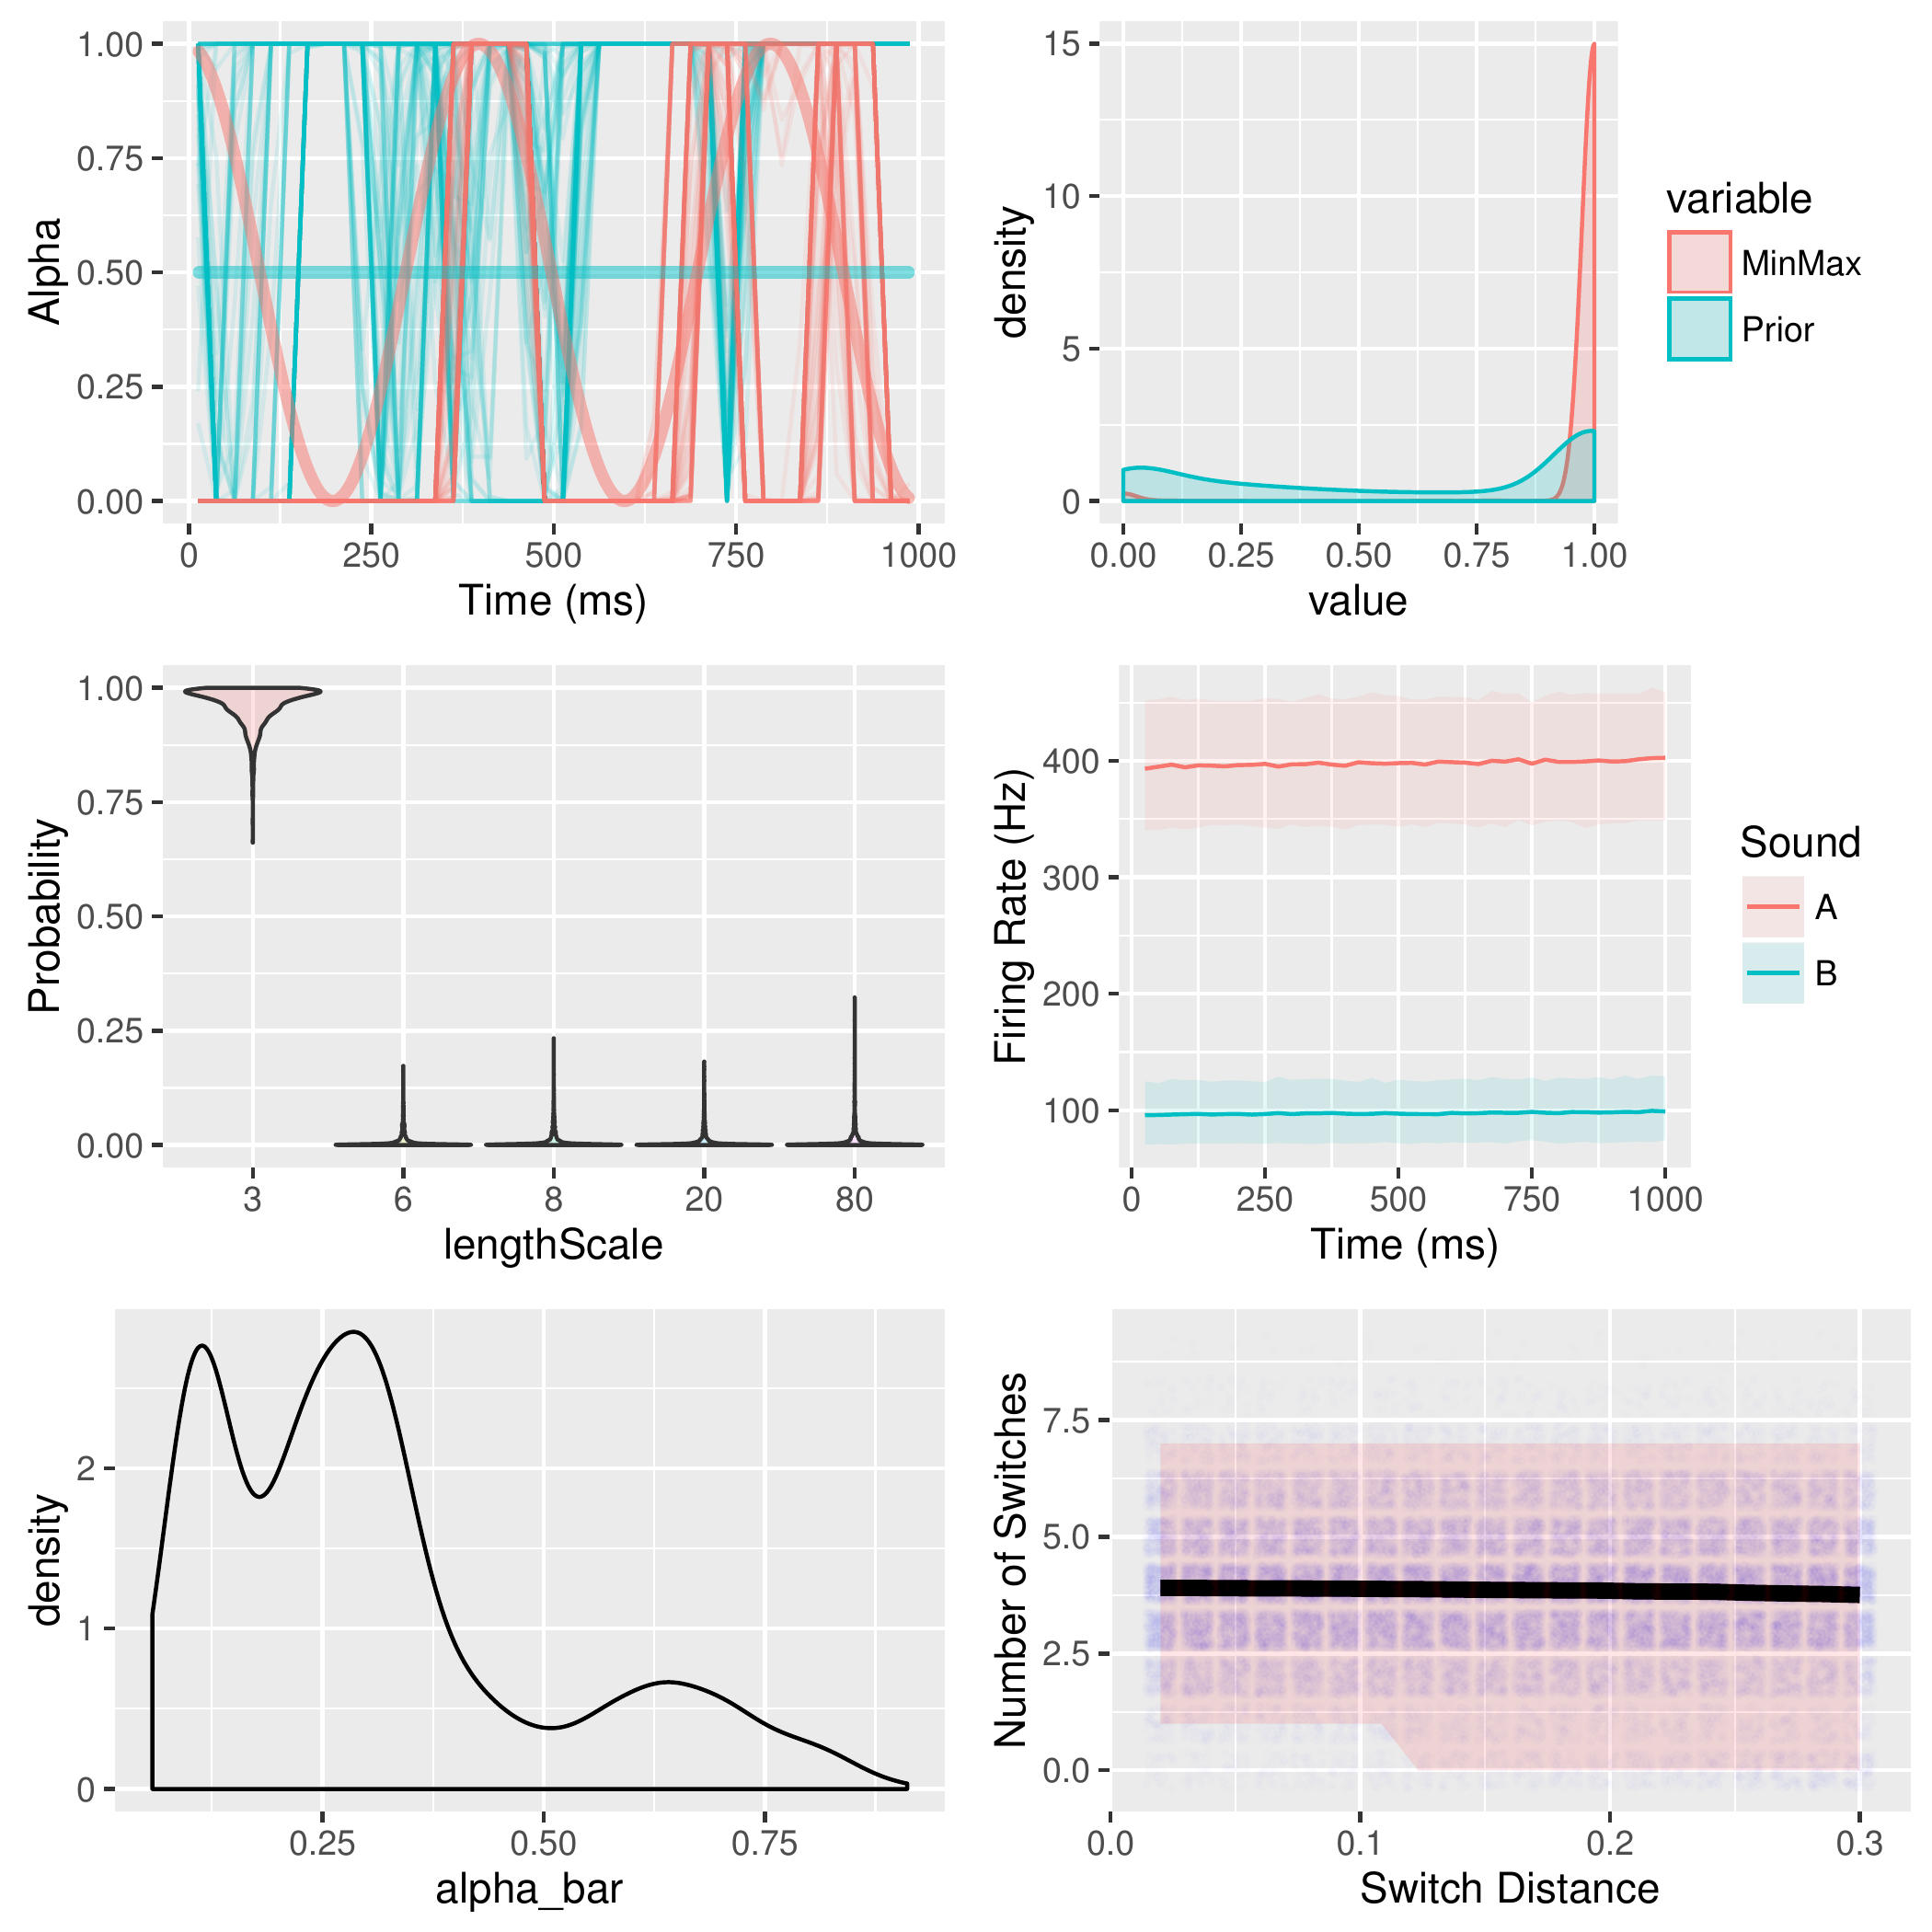 1.00
0.75
0.50
0.25
0.00
Alpha
0
250
500
750
1000
Time (ms)
15
10
5
0
density
0.00
0.25
0.50
0.75
1.00
value
variable
MinMax
Prior
1.00
0.75
0.50
0.25
0.00
Probability
3
6
8
20
80
lengthScale
400
300
200
100
Firing Rate (Hz)
0
250
500
750
1000
Time (ms)
Sound
A
B
2
1
0
density
0.25
0.50
0.75
alpha_bar
7.5
5.0
2.5
0.0
Number of Switches
0.0
0.1
0.2
0.3
Switch Distance